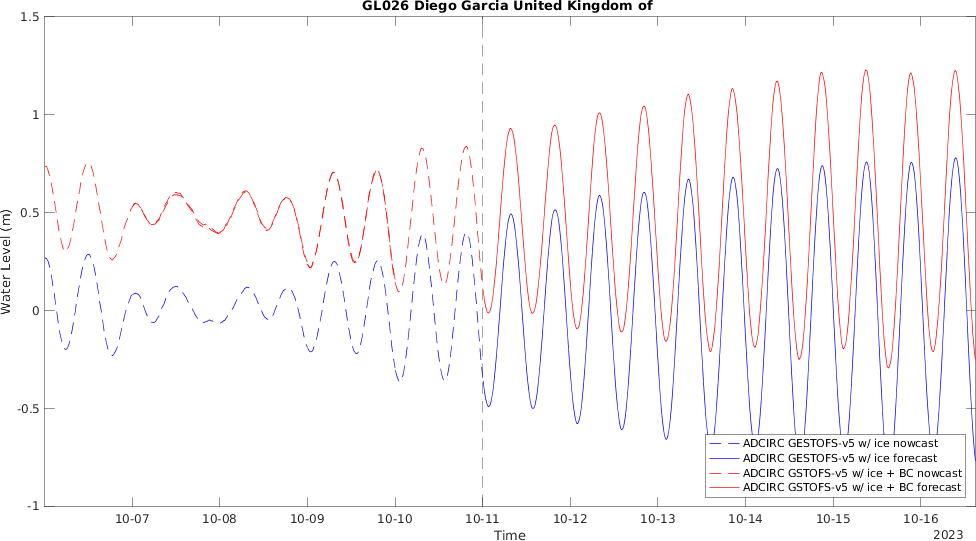 GL026 Diego Garcia United Kingdom of
Water Level (m)
1.5
1
0.5
0
-0.5
-1
10-07 10-08 10-09 10-10 10-11 10-12 10-13 10-14 10-15 10-16
Time
2023
ADCIRC GESTOFS-v5 w/ ice nowcast
ADCIRC GESTOFS-v5 w/ ice forecast
ADCIRC GSTOFS-v5 w/ ice + BC nowcast
ADCIRC GSTOFS-v5 w/ ice + BC forecast